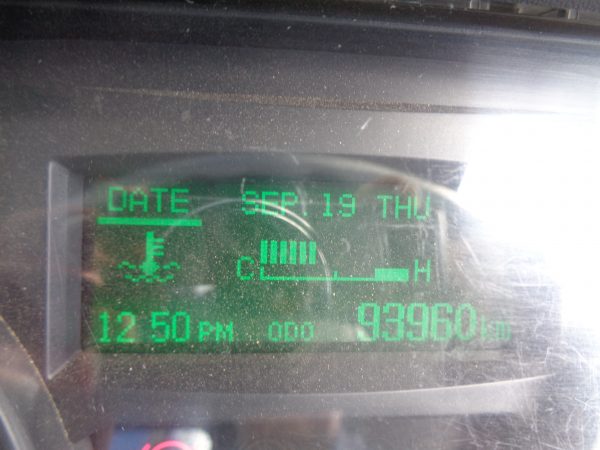 DATE SEP. 19 THU
C H
12:50 PM ODO 93960 km